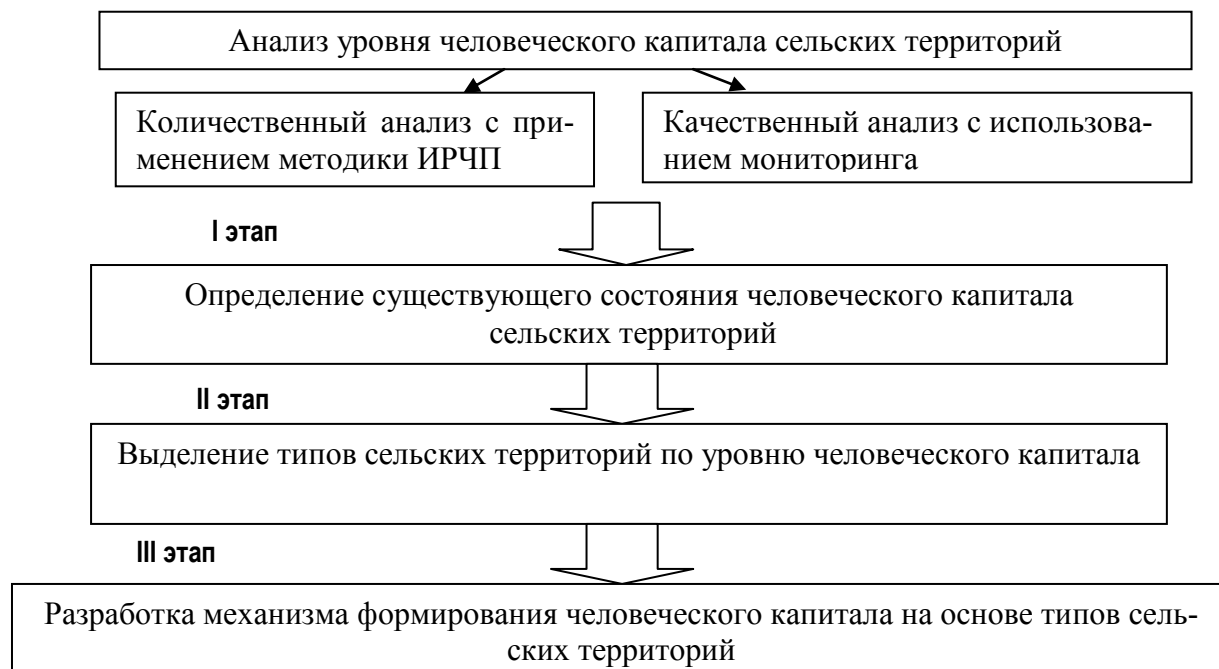 Анализ уровня человеческого капитала сельских территорий
Количественный анализ с при-
менением методики ИРЧП
Качественный анализ с использова-
нием мониторинга
I этап
Определение существующего состояния человеческого капитала
сельских территорий
II этап
Выделение типов сельских территорий по уровню человеческого капитала
III этап
Разработка механизма формирования человеческого капитала на основе типов сель-
ских территорий